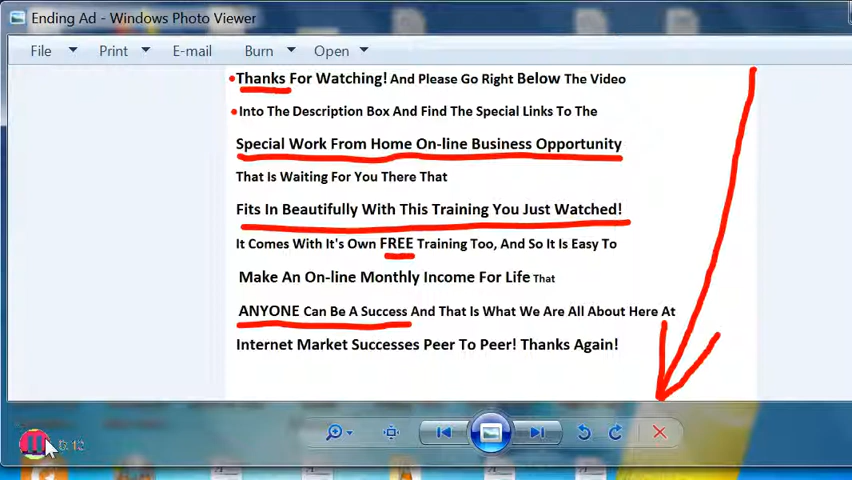 Ending Ad - Windows Photo Viewer
File Print E-mail Burn Open
Thanks For Watching! And Please Go Right Below The Video
Into The Description Box And Find The Special Links To The
Special Work From Home On-line Business Opportunity
That Is Waiting For You There That
Fits In Beautifully With This Training You Just Watched!
It Comes With It's Own FREE Training Too, And So It Is Easy To
Make An On-line Monthly Income For Life That
ANYONE Can Be A Success And That Is What We Are All About Here At
Internet Market Successes Peer To Peer! Thanks Again!